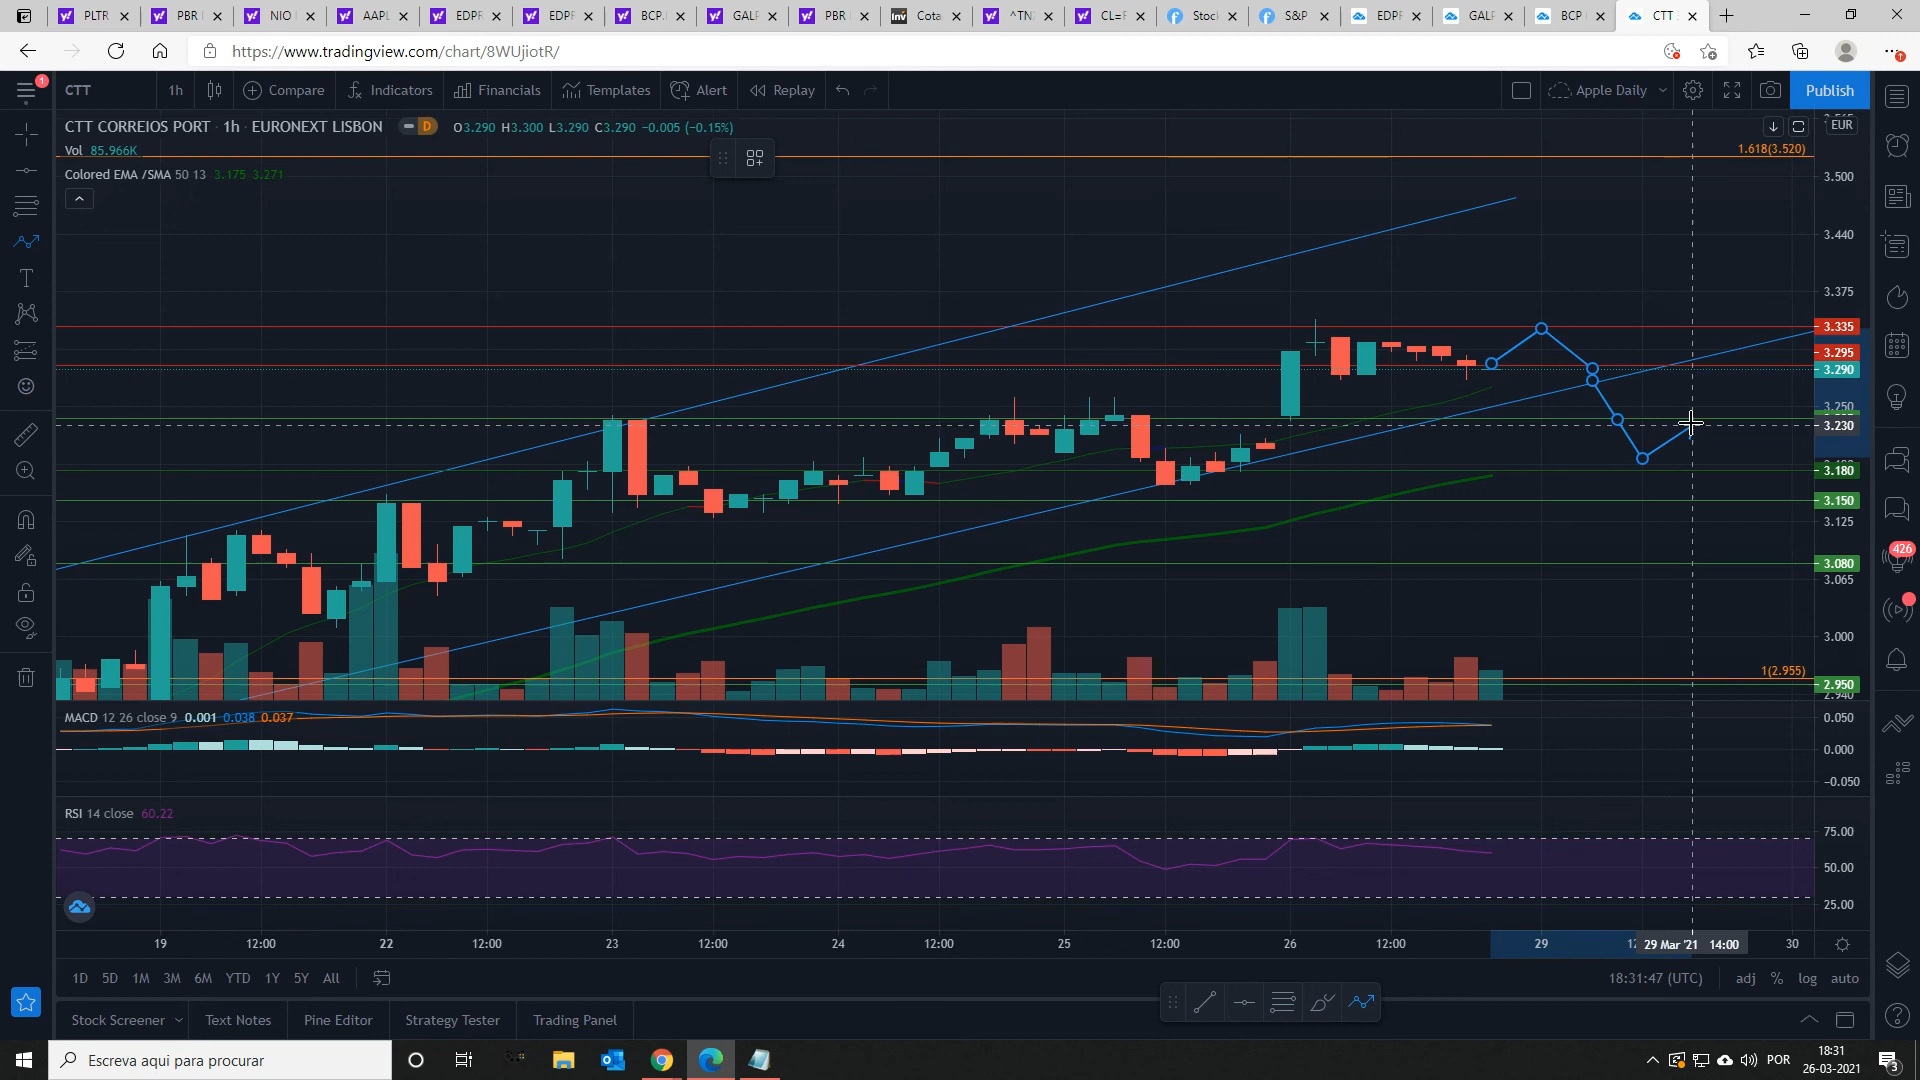 PLTR
PBR
NIO
AAPL
EDPR
EDPF
BCP.
GALP
PBR
Inv
Cota
^TN
CL=F
Stoc
S&P
EDPF
GALF
BCP
CTT
https://www.tradingview.com/chart/8WUjiotR/
1
CTT
1h
Compare
Indicators
Financials
Templates
Alert
Replay
Apple Daily
Publish
CTT CORREIOS PORT · 1h · EURONEXT LISBON
D
O3.290 H3.300 L3.290 C3.290 −0.005 (−0.15%)
EUR
Vol 85.966K
1.618(3.520)
Colored EMA /SMA 50 13 3.175 3.271
3.500
3.440
3.375
3.335
3.295
3.290
3.250
3.230
3.180
3.150
3.125
3.080
3.065
3.000
1(2.955)
2.950
2.940
426
MACD 12 26 close 9 0.001 0.038 0.037
0.050
0.000
−0.050
RSI 14 close 60.22
75.00
50.00
25.00
19
12:00
22
12:00
23
12:00
24
12:00
25
12:00
26
12:00
29
29 Mar '21 14:00
30
1D
5D
1M
3M
6M
YTD
1Y
5Y
All
18:31:47 (UTC)
adj
%
log
auto
Stock Screener
Text Notes
Pine Editor
Strategy Tester
Trading Panel
Escreva aqui para procurar
POR
18:31
26-03-2021
3